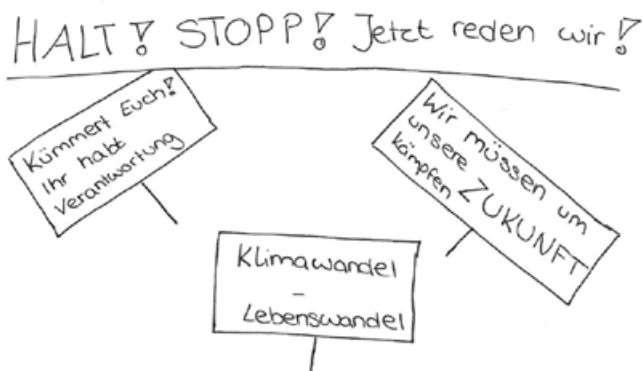 HALT! STOPP! Jetzt reden wir!
Kümmert Euch!
Ihr habt
Verantwortung
Wir müssen um
unsere ZUKUNFT
kämpfen
Klimawandel
-
Lebenswandel